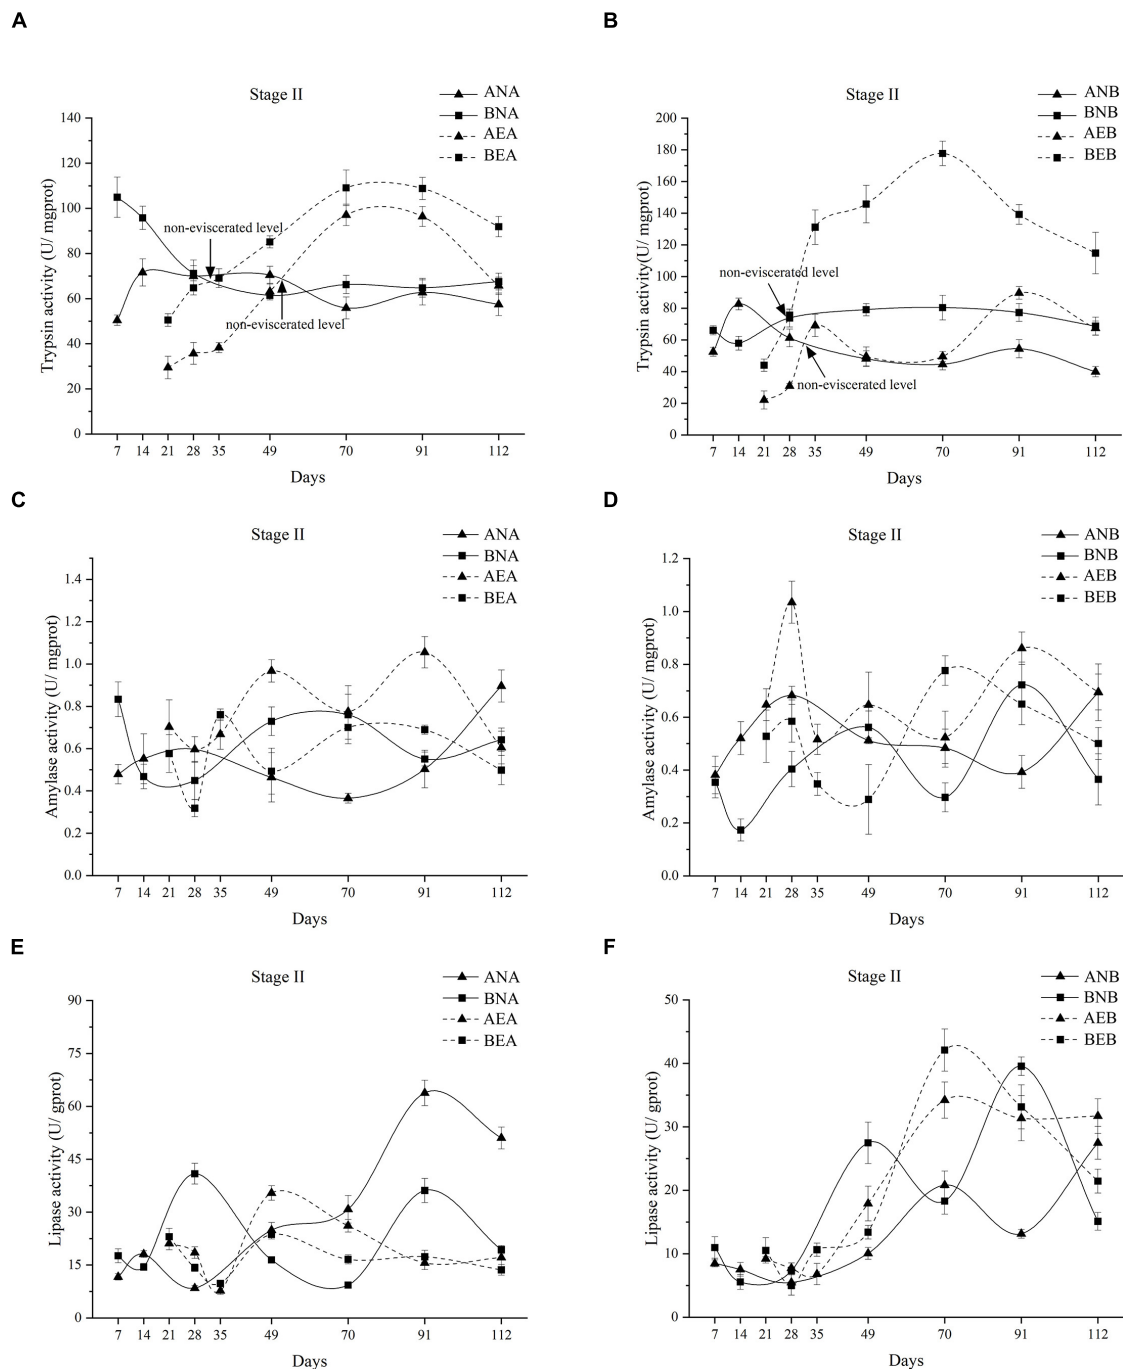 A
Stage II
ANA
BNA
AEA
BEA
140
120
100
80
60
40
20
0
Trypsin activity (U/ mgprot)
non-eviscerated level
non-eviscerated level
7 14 21 28 35 49 70 91 112
Days
B
Stage II
ANB
BNB
AEB
BEB
200
180
160
140
120
100
80
60
40
20
0
Trypsin activity(U/ mgprot)
non-eviscerated level
non-eviscerated level
7 14 21 28 35 49 70 91 112
Days
C
Stage II
ANA
BNA
AEA
BEA
1.4
1.2
1.0
0.8
0.6
0.4
0.2
0.0
Amylase activity (U/ mgprot)
7 14 21 28 35 49 70 91 112
Days
D
Stage II
ANB
BNB
AEB
BEB
1.2
1.0
0.8
0.6
0.4
0.2
0.0
Amylase activity (U/ mgprot)
7 14 21 28 35 49 70 91 112
Days
E
Stage II
ANA
BNA
AEA
BEA
90
75
60
45
30
15
0
Lipase activity (U/ gprot)
7 14 21 28 35 49 70 91 112
Days
F
Stage II
ANB
BNB
AEB
BEB
50
40
30
20
10
0
Lipase activity (U/ gprot)
7 14 21 28 35 49 70 91 112
Days